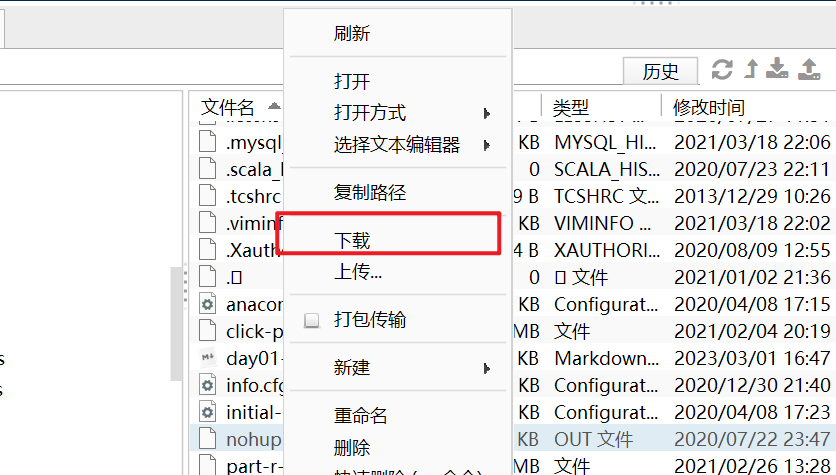 刷新
打开
打开方式
选择文本编辑器
复制路径
下载
上传...
打包传输
新建
重命名
删除
历史
文件名 类型 修改时间
.mysql KB MYSQL_HI... 2021/03/18 22:06
.scala_ 0 SCALA_HIS... 2020/07/23 22:11
.tcshrc 9 B TCSHRC 文... 2013/12/29 10:26
.viminf KB VIMINFO ... 2021/03/18 22:02
.Xauth 4 B XAUTHORI... 2020/08/09 12:55
. 0 文件 2021/01/02 21:36
anacor KB Configurat... 2020/04/08 17:15
click-p MB 文件 2021/02/04 20:19
day01- KB Markdown... 2023/03/01 16:47
info.cfg KB Configurat... 2020/12/30 21:40
initial- KB Configurat... 2020/04/08 17:23
nohup KB OUT 文件 2020/07/22 23:47
part-r- MB 文件 2021/02/26 13:28